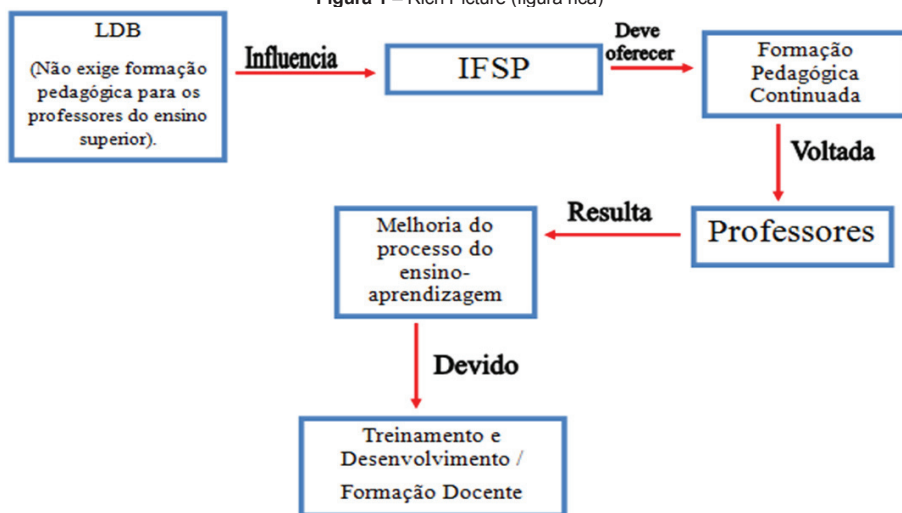 Figura 1 – Rich Picture (figura rica)
LDB
(Não exige formação
pedagógica para os
professores do ensino
superior).
Influencia
IFSP
Deve
oferecer
Formação
Pedagógica
Continuada
Voltada
Professores
Resulta
Melhoria do
processo do
ensino-
aprendizagem
Devido
Treinamento e
Desenvolvimento /
Formação Docente